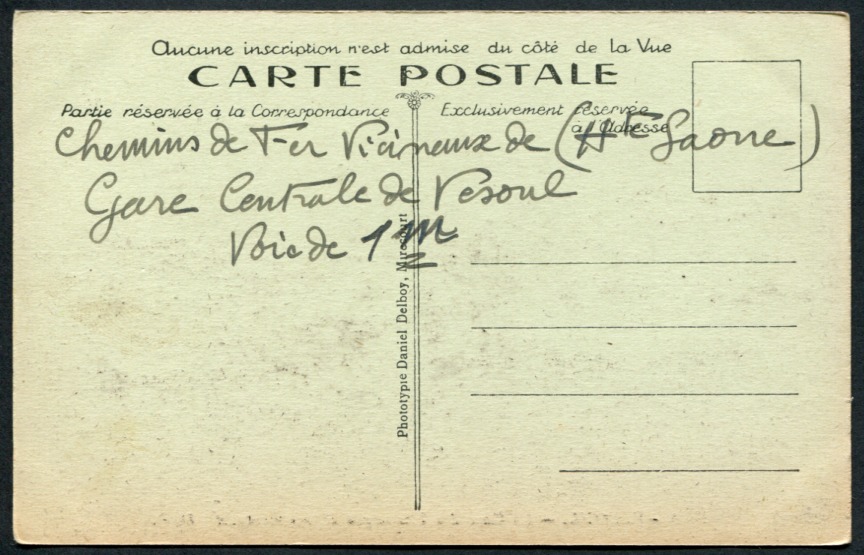 Aucune inscription n'est admise du côté de la Vue
CARTE POSTALE
Partie réservée à la Correspondance
Exclusivement réservée
à l'Adresse
Chemins de Fer Vicinaux de (Hte Saone)
Gare Centrale de Vesoul
Voie de 1m
Phototypie Daniel Delboy, Mirecourt